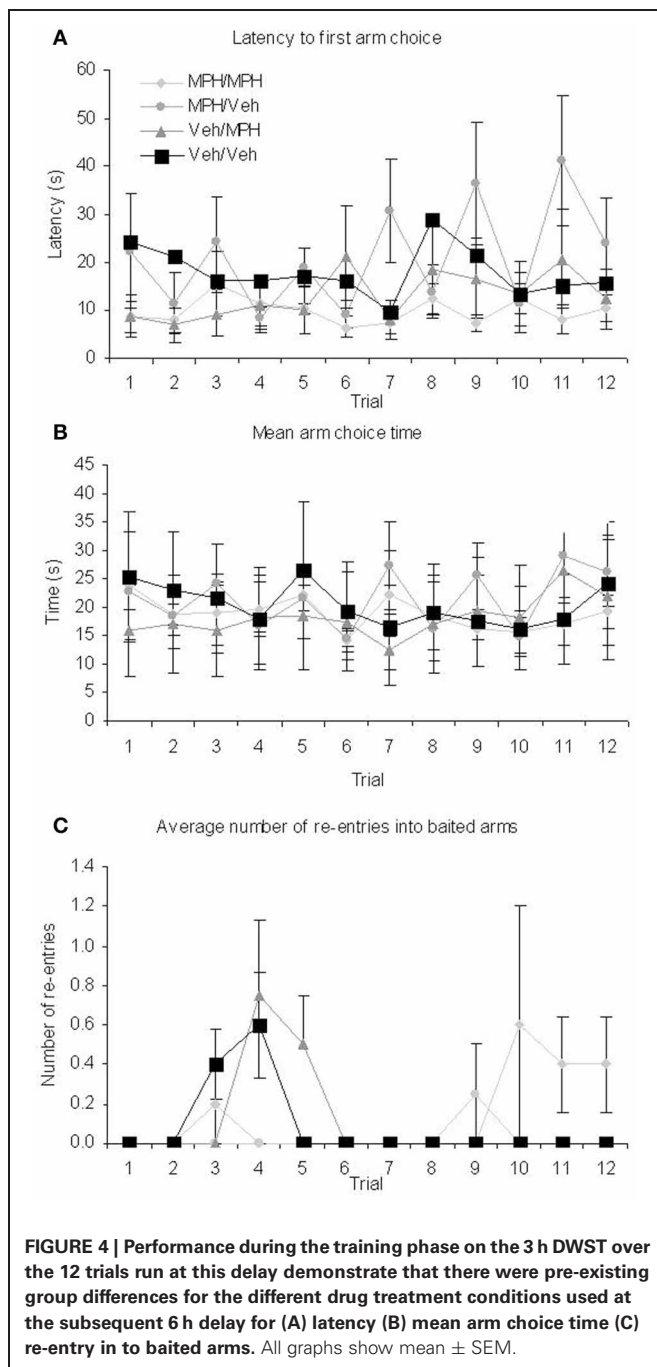 A
Latency to first arm choice
60
50
40
30
20
10
0
Latency (s)
MPH/MPH
MPH/Veh
Veh/MPH
Veh/Veh
1 2 3 4 5 6 7 8 9 10 11 12
Trial
B
Mean arm choice time
45
40
35
30
25
20
15
10
5
0
Time (s)
1 2 3 4 5 6 7 8 9 10 11 12
Trial
C
Average number of re-entries into baited arms
1.4
1.2
1.0
0.8
0.6
0.4
0.2
0.0
Number of re-entries
1 2 3 4 5 6 7 8 9 10 11 12
Trial
FIGURE 4 | Performance during the training phase on the 3 h DWST over
the 12 trials run at this delay demonstrate that there were pre-existing
group differences for the different drug treatment conditions used at
the subsequent 6 h delay for (A) latency (B) mean arm choice time (C)
re-entry in to baited arms. All graphs show mean ± SEM.